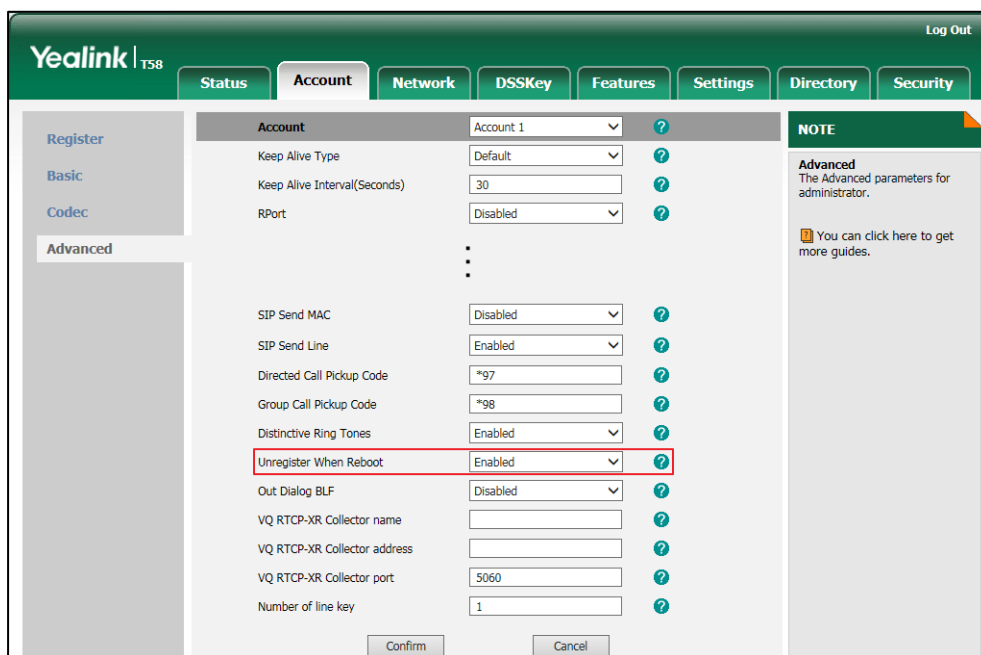 Log Out
Yealink T58
Status Account Network DSSKey Features Settings Directory Security
Register
Basic
Codec
Advanced
Account Account 1 ?
Keep Alive Type Default ?
Keep Alive Interval(Seconds) 30 ?
RPort Disabled ?
SIP Send MAC Disabled ?
SIP Send Line Enabled ?
Directed Call Pickup Code *97 ?
Group Call Pickup Code *98 ?
Distinctive Ring Tones Enabled ?
Unregister When Reboot Enabled ?
Out Dialog BLF Disabled ?
VQ RTCP-XR Collector name ?
VQ RTCP-XR Collector address ?
VQ RTCP-XR Collector port 5060 ?
Number of line key 1 ?
Confirm Cancel
NOTE
Advanced
The Advanced parameters for
administrator.
? You can click here to get
more guides.